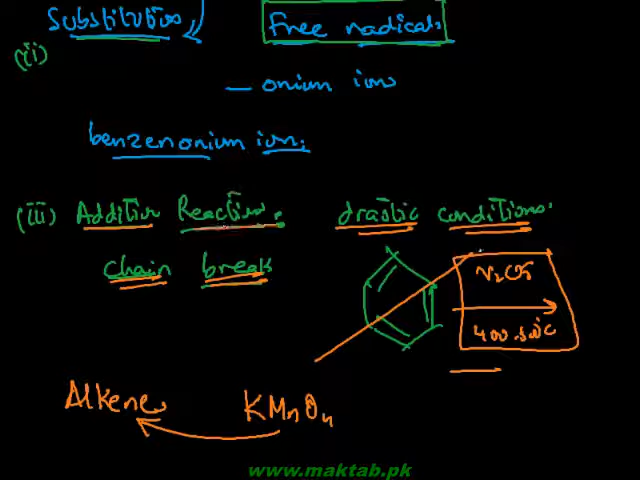 Substitution Free radicals
(ii)
— onium ions
benzenonium ion.
(iii) Addition Reaction. drastic conditions.
Chain break
V₂O₅
400-500°C
Alkene KMnO₄
www.maktab.pk